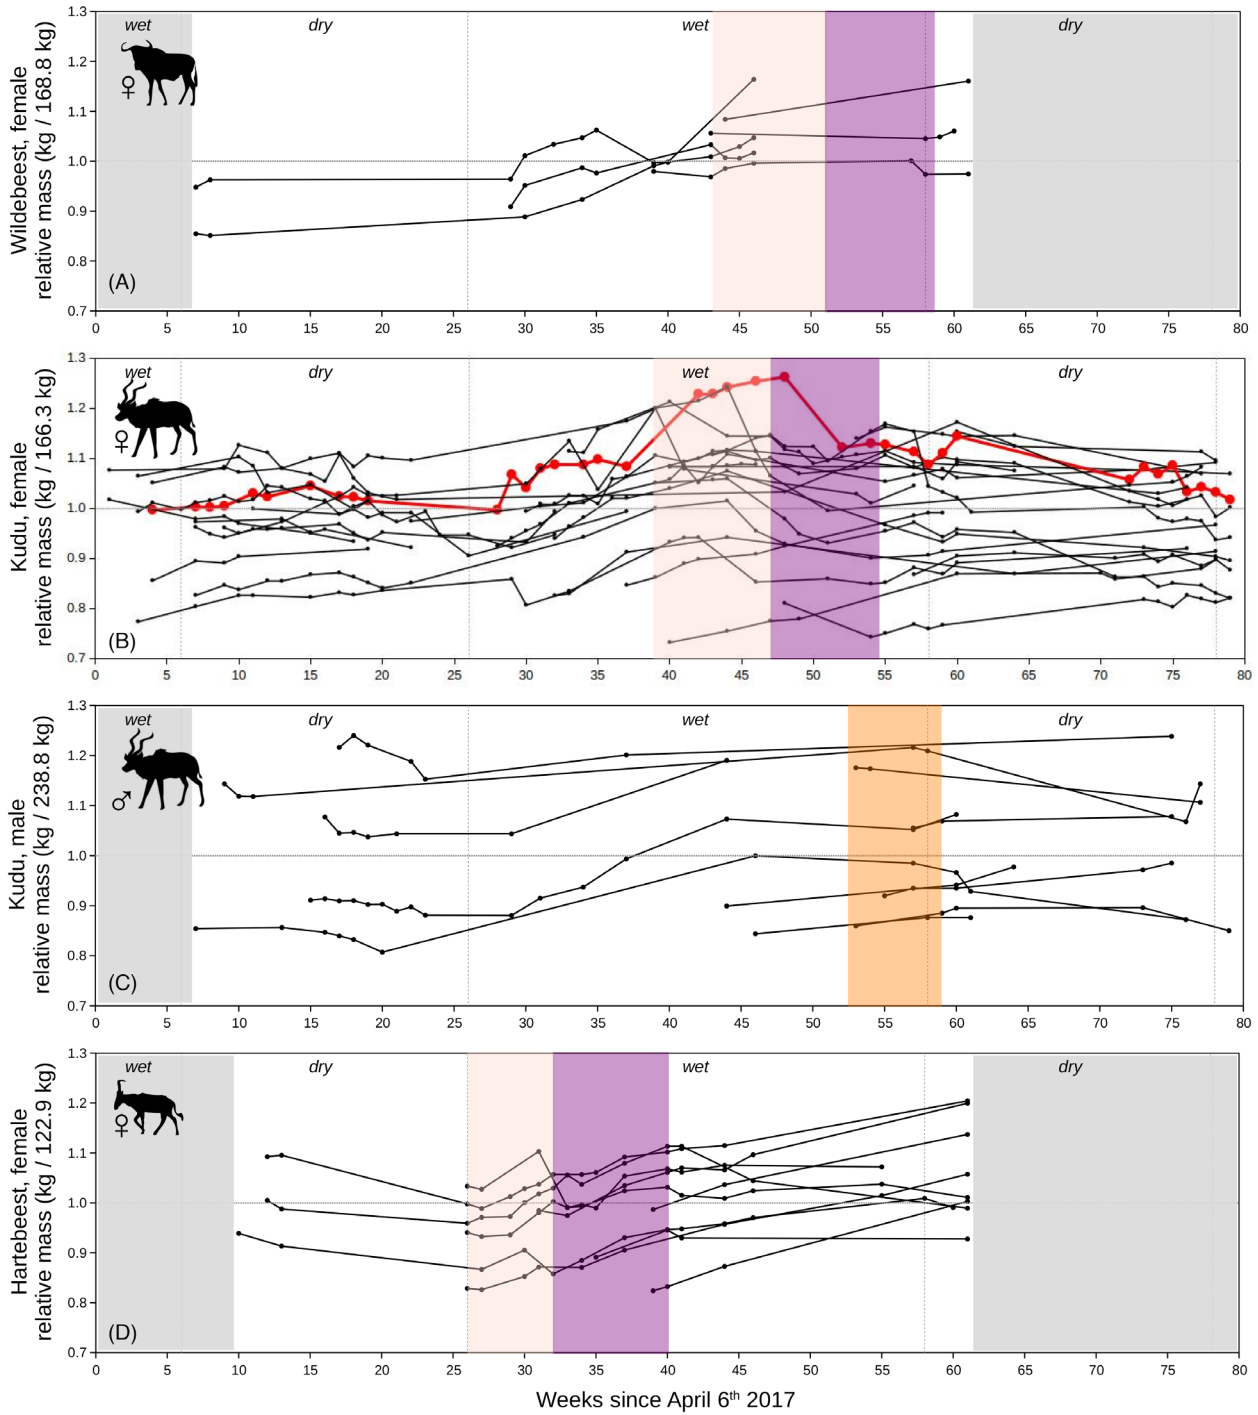 wet dry wet dry
Wildebeest, female
relative mass (kg / 168.8 kg)
1.3
1.2
1.1
1.0
0.9
0.8
0.7
♀
(A)
0 5 10 15 20 25 30 35 40 45 50 55 60 65 70 75 80
wet dry wet dry
Kudu, female
relative mass (kg / 166.3 kg)
1.3
1.2
1.1
1.0
0.9
0.8
0.7
♀
(B)
0 5 10 15 20 25 30 35 40 45 50 55 60 65 70 75 80
wet dry wet dry
Kudu, male
relative mass (kg / 238.8 kg)
1.3
1.2
1.1
1.0
0.9
0.8
0.7
♂
(C)
0 5 10 15 20 25 30 35 40 45 50 55 60 65 70 75 80
wet dry wet dry
Hartebeest, female
relative mass (kg / 122.9 kg)
1.3
1.2
1.1
1.0
0.9
0.8
0.7
♀
(D)
0 5 10 15 20 25 30 35 40 45 50 55 60 65 70 75 80
Weeks since April 6th 2017